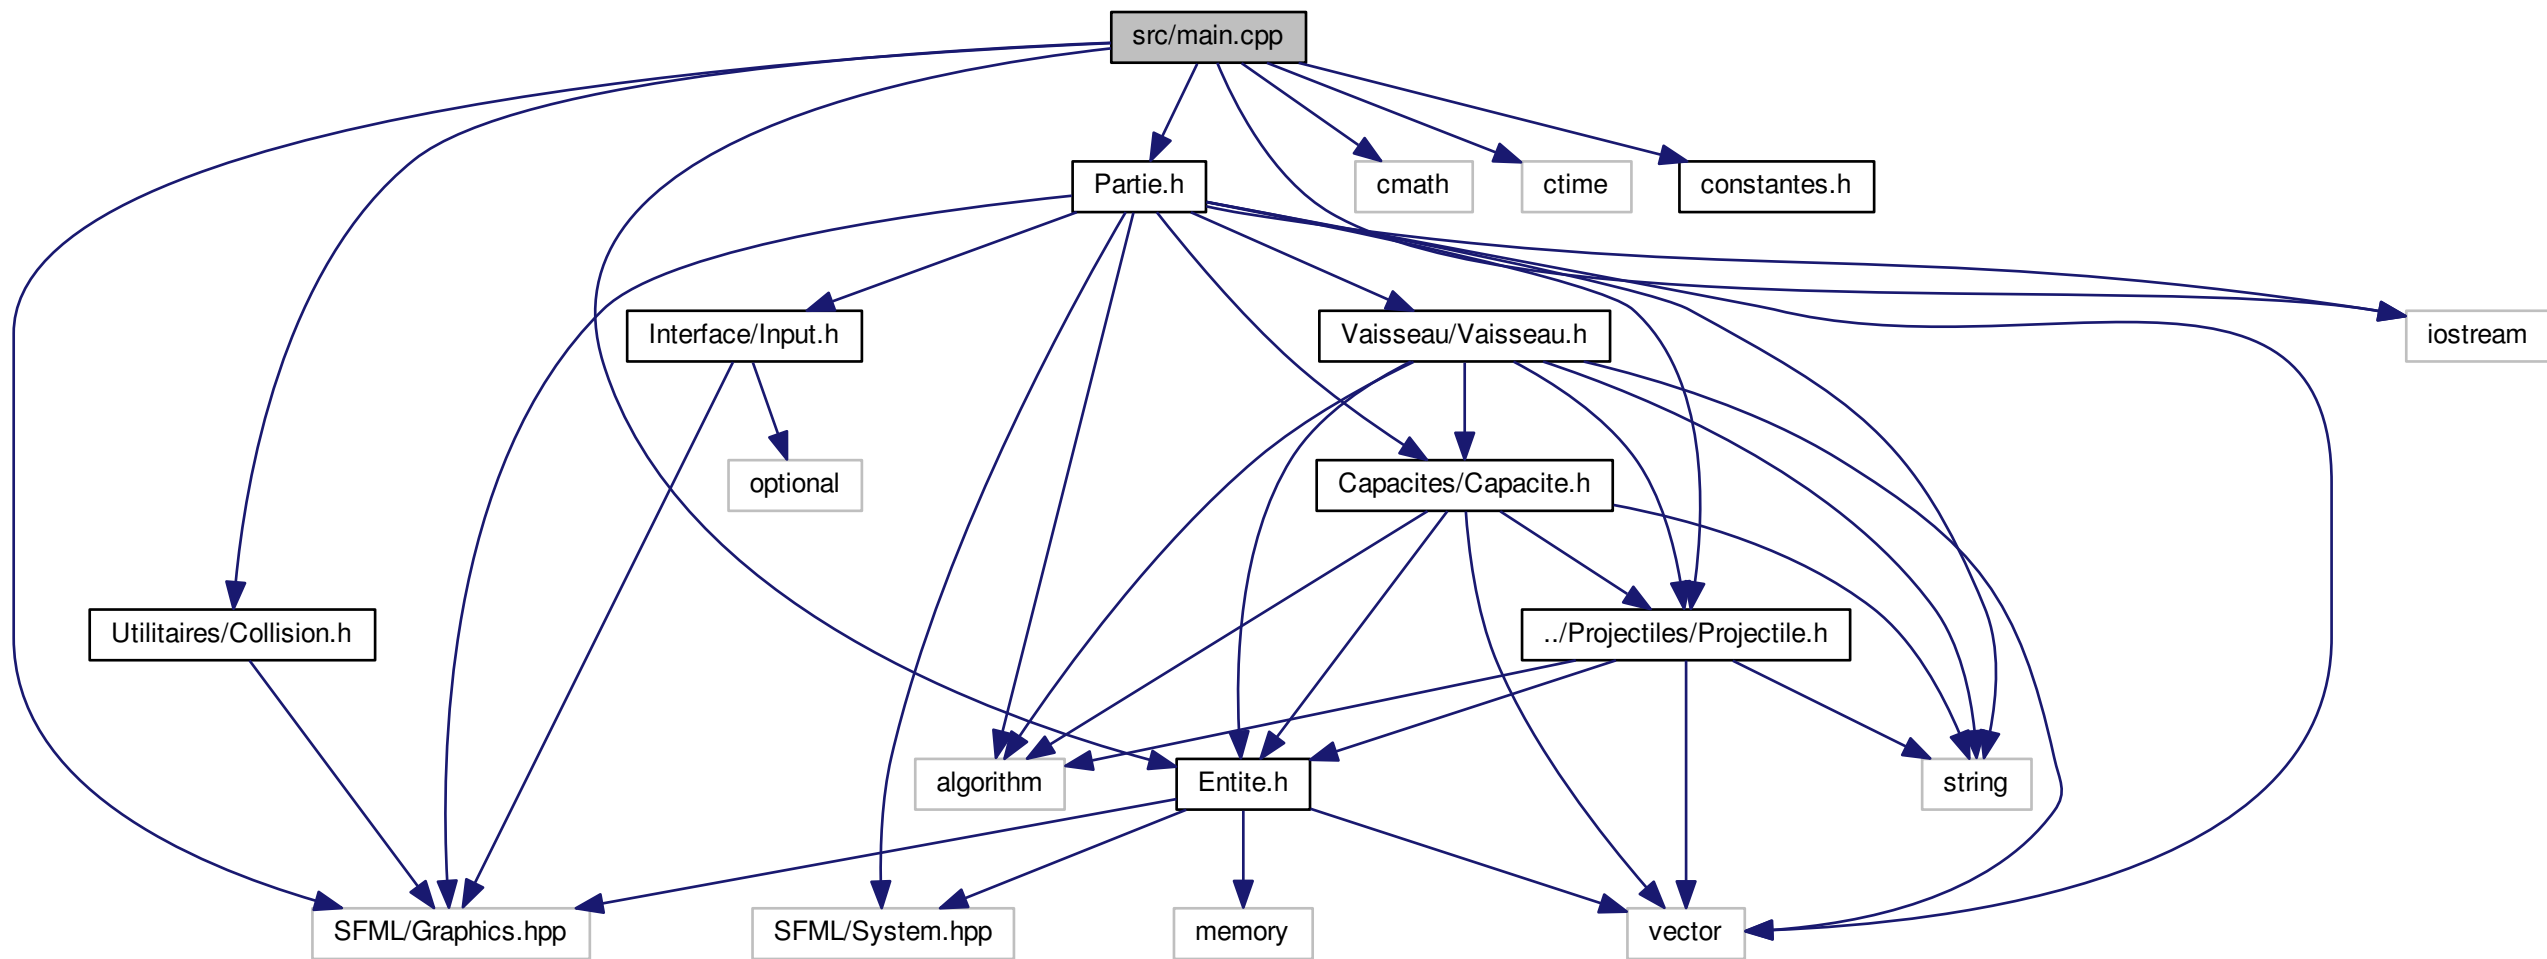 src/main.cpp
Partie.h
cmath
ctime
constantes.h
Interface/Input.h
Vaisseau/Vaisseau.h
iostream
optional
Capacites/Capacite.h
Utilitaires/Collision.h
../Projectiles/Projectile.h
algorithm
Entite.h
string
SFML/Graphics.hpp
SFML/System.hpp
memory
vector